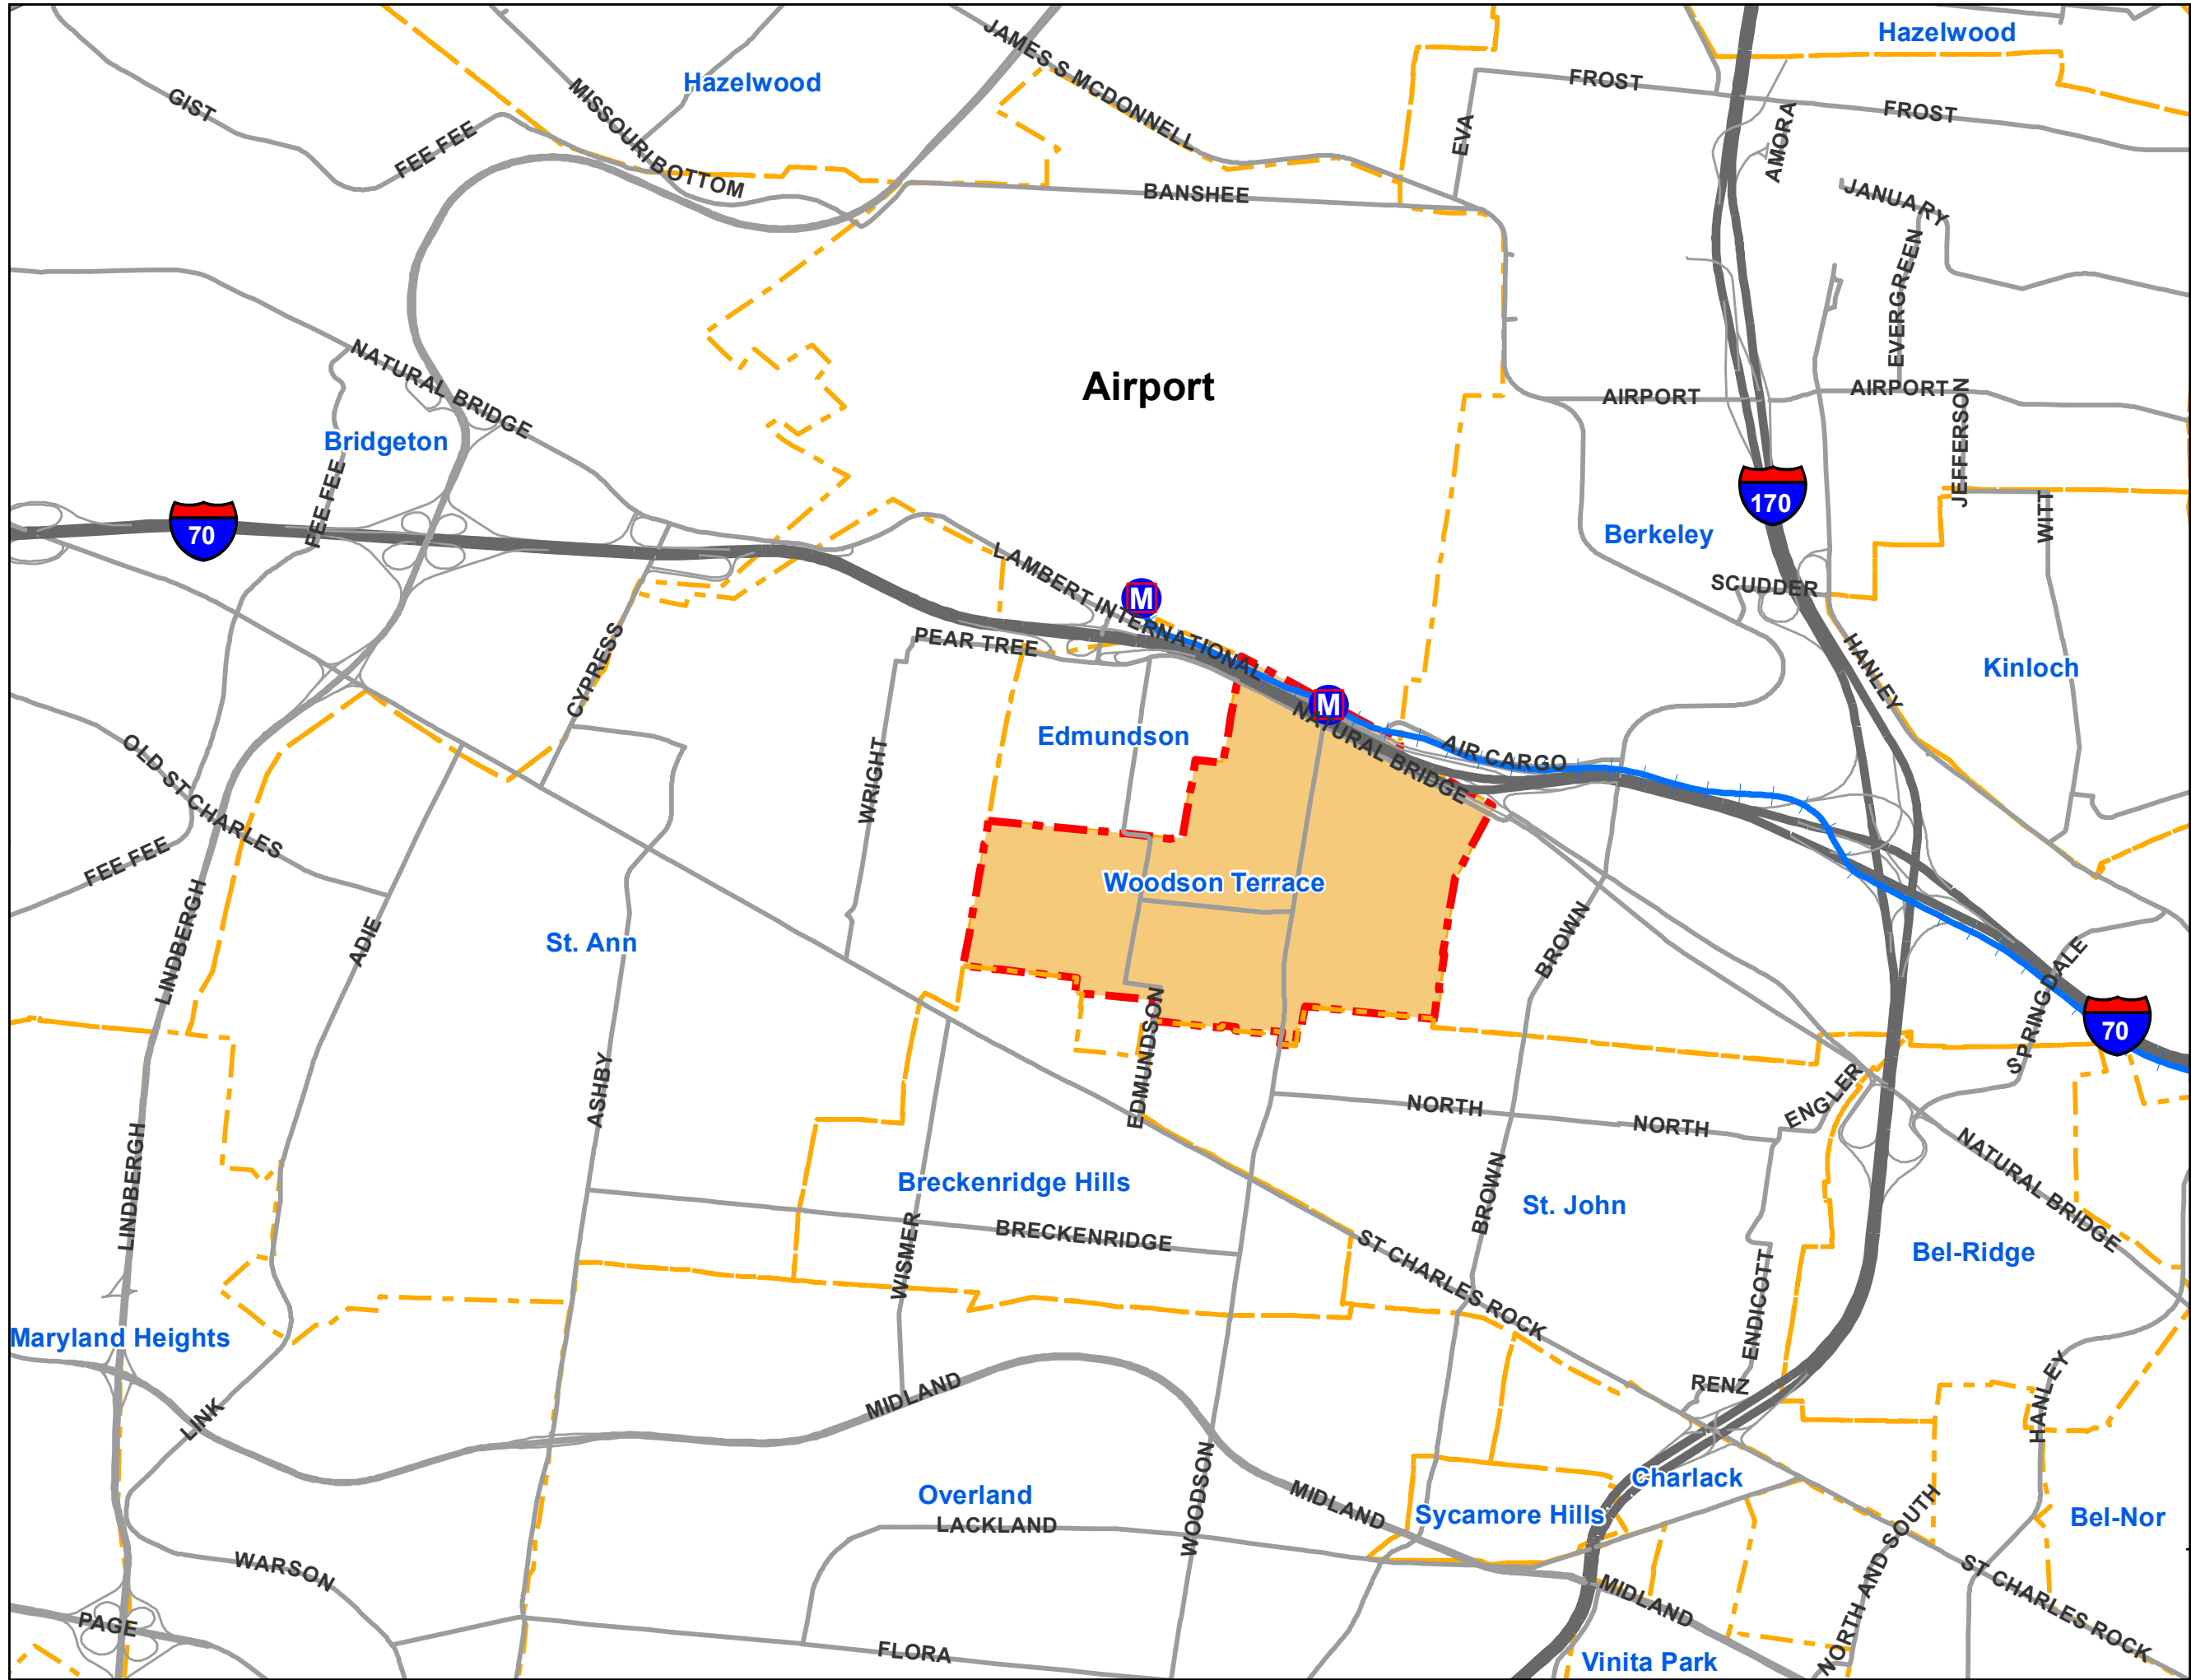 Hazelwood
Hazelwood
JAMES S MCDONNELL
GIST
MISSOURI BOTTOM
FROST
FROST
FEE FEE
EVA
AMORA
BANSHEE
JANUARY
EVERGREEN
NATURAL BRIDGE
Airport
AIRPORT
AIRPORT
JEFFERSON
Bridgeton
FEE FEE
70
170
WITT
Berkeley
LAMBERT INTERNATIONAL
M
SCUDDER
PEAR TREE
CYPRESS
HANLEY
Kinloch
M
Edmundson
NATURAL BRIDGE
AIR CARGO
WRIGHT
OLD ST CHARLES
FEE FEE
Woodson Terrace
LINDBERGH
ADIE
St. Ann
BROWN
SPRINGDALE
70
EDMUNDSON
ASHBY
NORTH
NORTH
ENGLER
LINDBERGH
NATURAL BRIDGE
Breckenridge Hills
BROWN
St. John
BRECKENRIDGE
WISMER
ST CHARLES ROCK
Bel-Ridge
ENDICOTT
Maryland Heights
RENZ
HANLEY
MIDLAND
LINK
WOODSON
Charlack
Overland
MIDLAND
Sycamore Hills
LACKLAND
Bel-Nor
NORTH AND SOUTH
WARSON
MIDLAND
ST CHARLES ROCK
PAGE
FLORA
Vinita Park